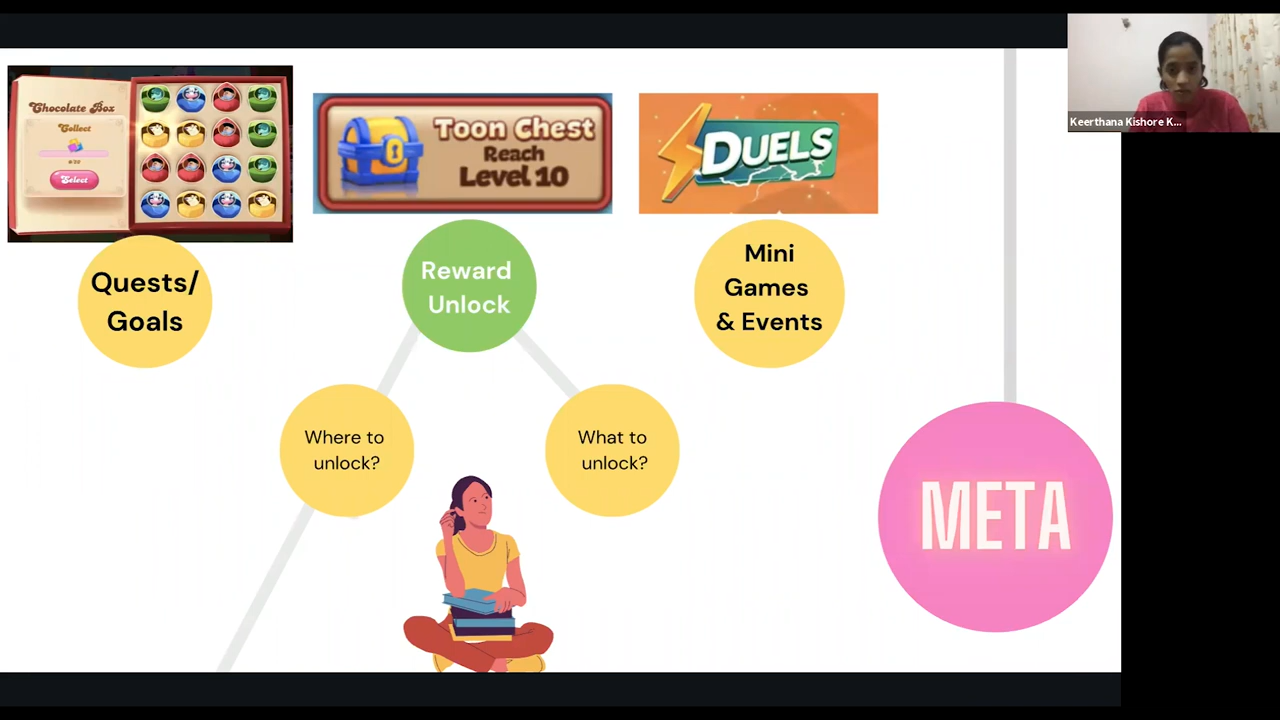 Keerthana Kishore K...
Chocolate Box
Collect
Select
Toon Chest
Reach
Level 10
DUELS
Quests/
Goals
Reward
Unlock
Mini
Games
& Events
Where to
unlock?
What to
unlock?
META